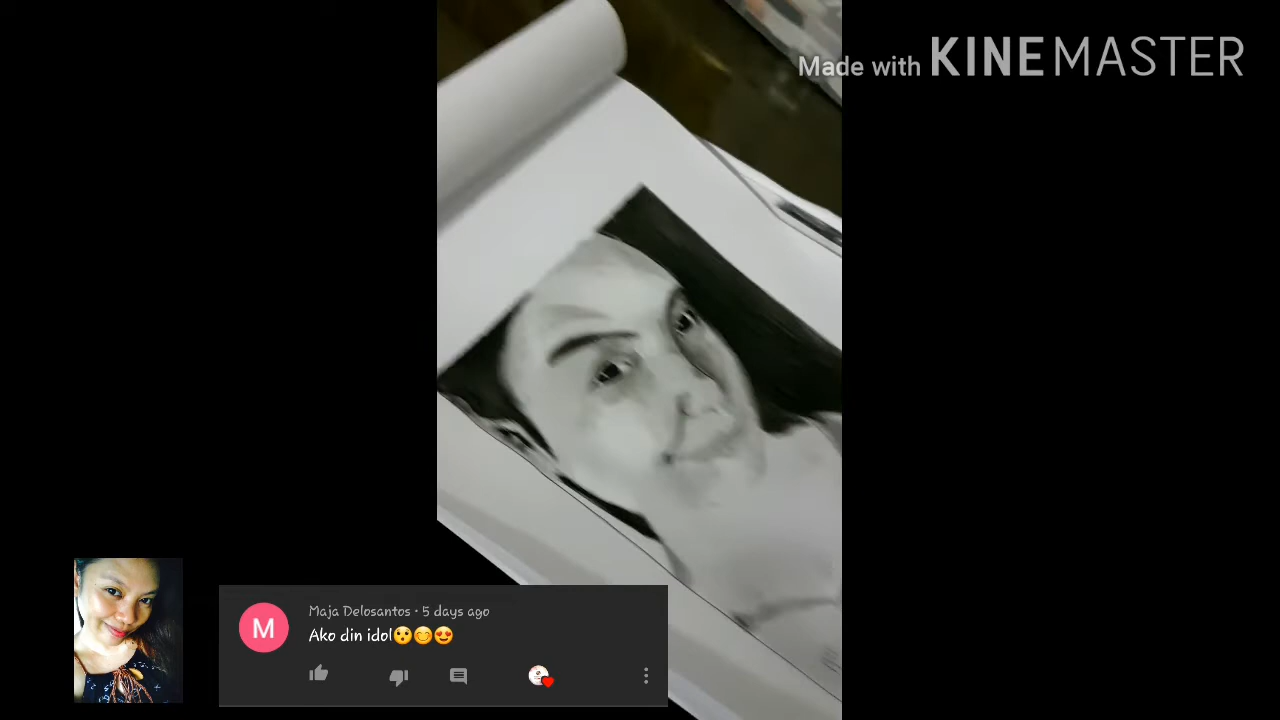 Made with KINEMASTER
M
Maja Delosantos · 5 days ago
Ako din idol😯😊😍